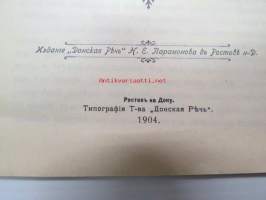 Изданіе „Донская Рѣчь“ Н. Е. Парамонова въ Ростовѣ н-Д.
Antikvariaatti.net
Ростовъ на Дону.
Типографія Т-ва „Донская Рѣчь“.
1904.